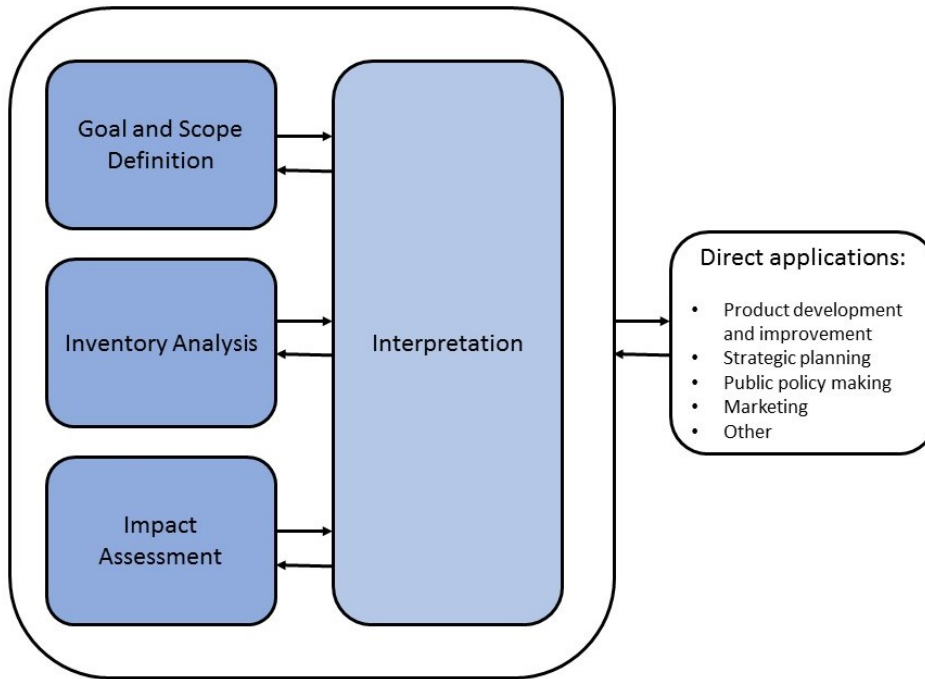 Goal and Scope
Definition
Inventory Analysis
Impact
Assessment
Interpretation
Direct applications:
• Product development
and improvement
• Strategic planning
• Public policy making
• Marketing
• Other